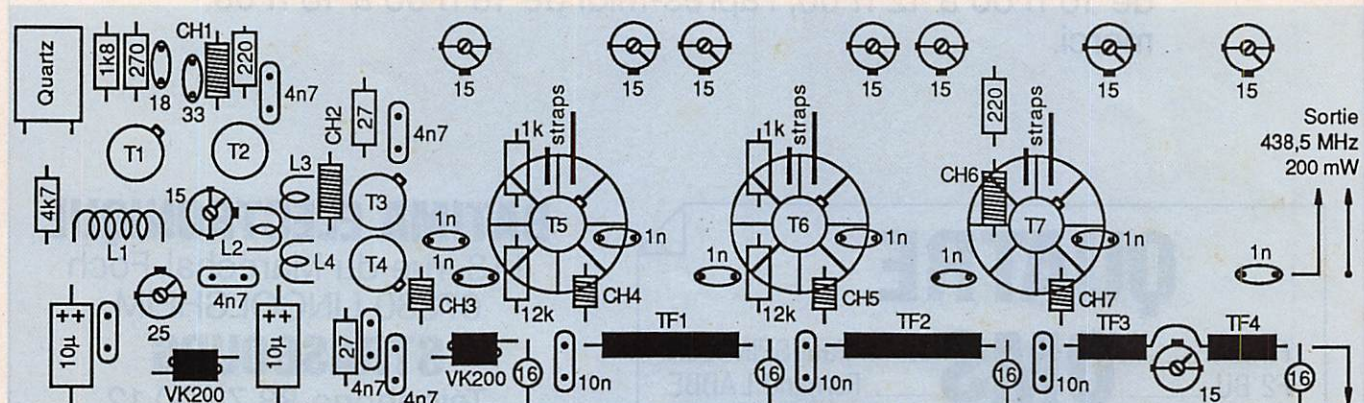 Quartz
1k8
270
18
33
CH1
220
4n7
CH2
27
4n7
15
15
15
15
15
15
15
T1
T2
L3
T3
T4
4k7
L1
15
L2
L4
4n7
25
++
10µ
VK200
++
10µ
27
4n7
4n7
1n
1n
CH3
VK200
1k
straps
T5
1n
12k
CH4
16
10n
TF1
1k
straps
T6
1n
1n
12k
CH5
16
10n
TF2
220
straps
CH6
T7
1n
1n
CH7
16
10n
TF3
15
TF4
16
1n
Sortie
438,5 MHz
200 mW